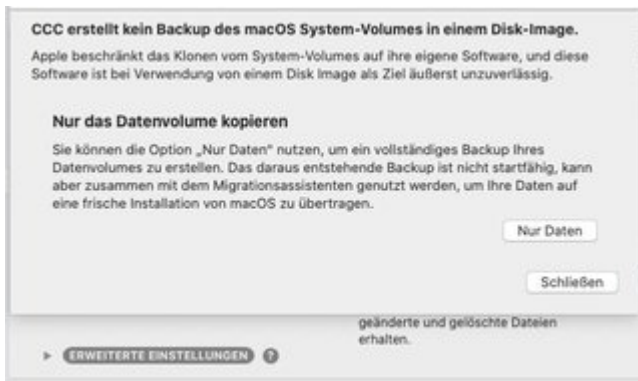 CCC erstellt kein Backup des macOS System-Volumes in einem Disk-Image.
Apple beschränkt das Klonen vom System-Volumes auf ihre eigene Software, und diese
Software ist bei Verwendung von einem Disk Image als Ziel äußerst unzuverlässig.
Nur das Datenvolume kopieren
Sie können die Option „Nur Daten" nutzen, um ein vollständiges Backup Ihres
Datenvolumes zu erstellen. Das daraus entstehende Backup ist nicht startfähig, kann
aber zusammen mit dem Migrationsassistenten genutzt werden, um Ihre Daten auf
eine frische Installation von macOS zu übertragen.
Nur Daten
Schließen
geänderte und gelöschte Dateien
erhalten.
ERWEITERTE EINSTELLUNGEN ?